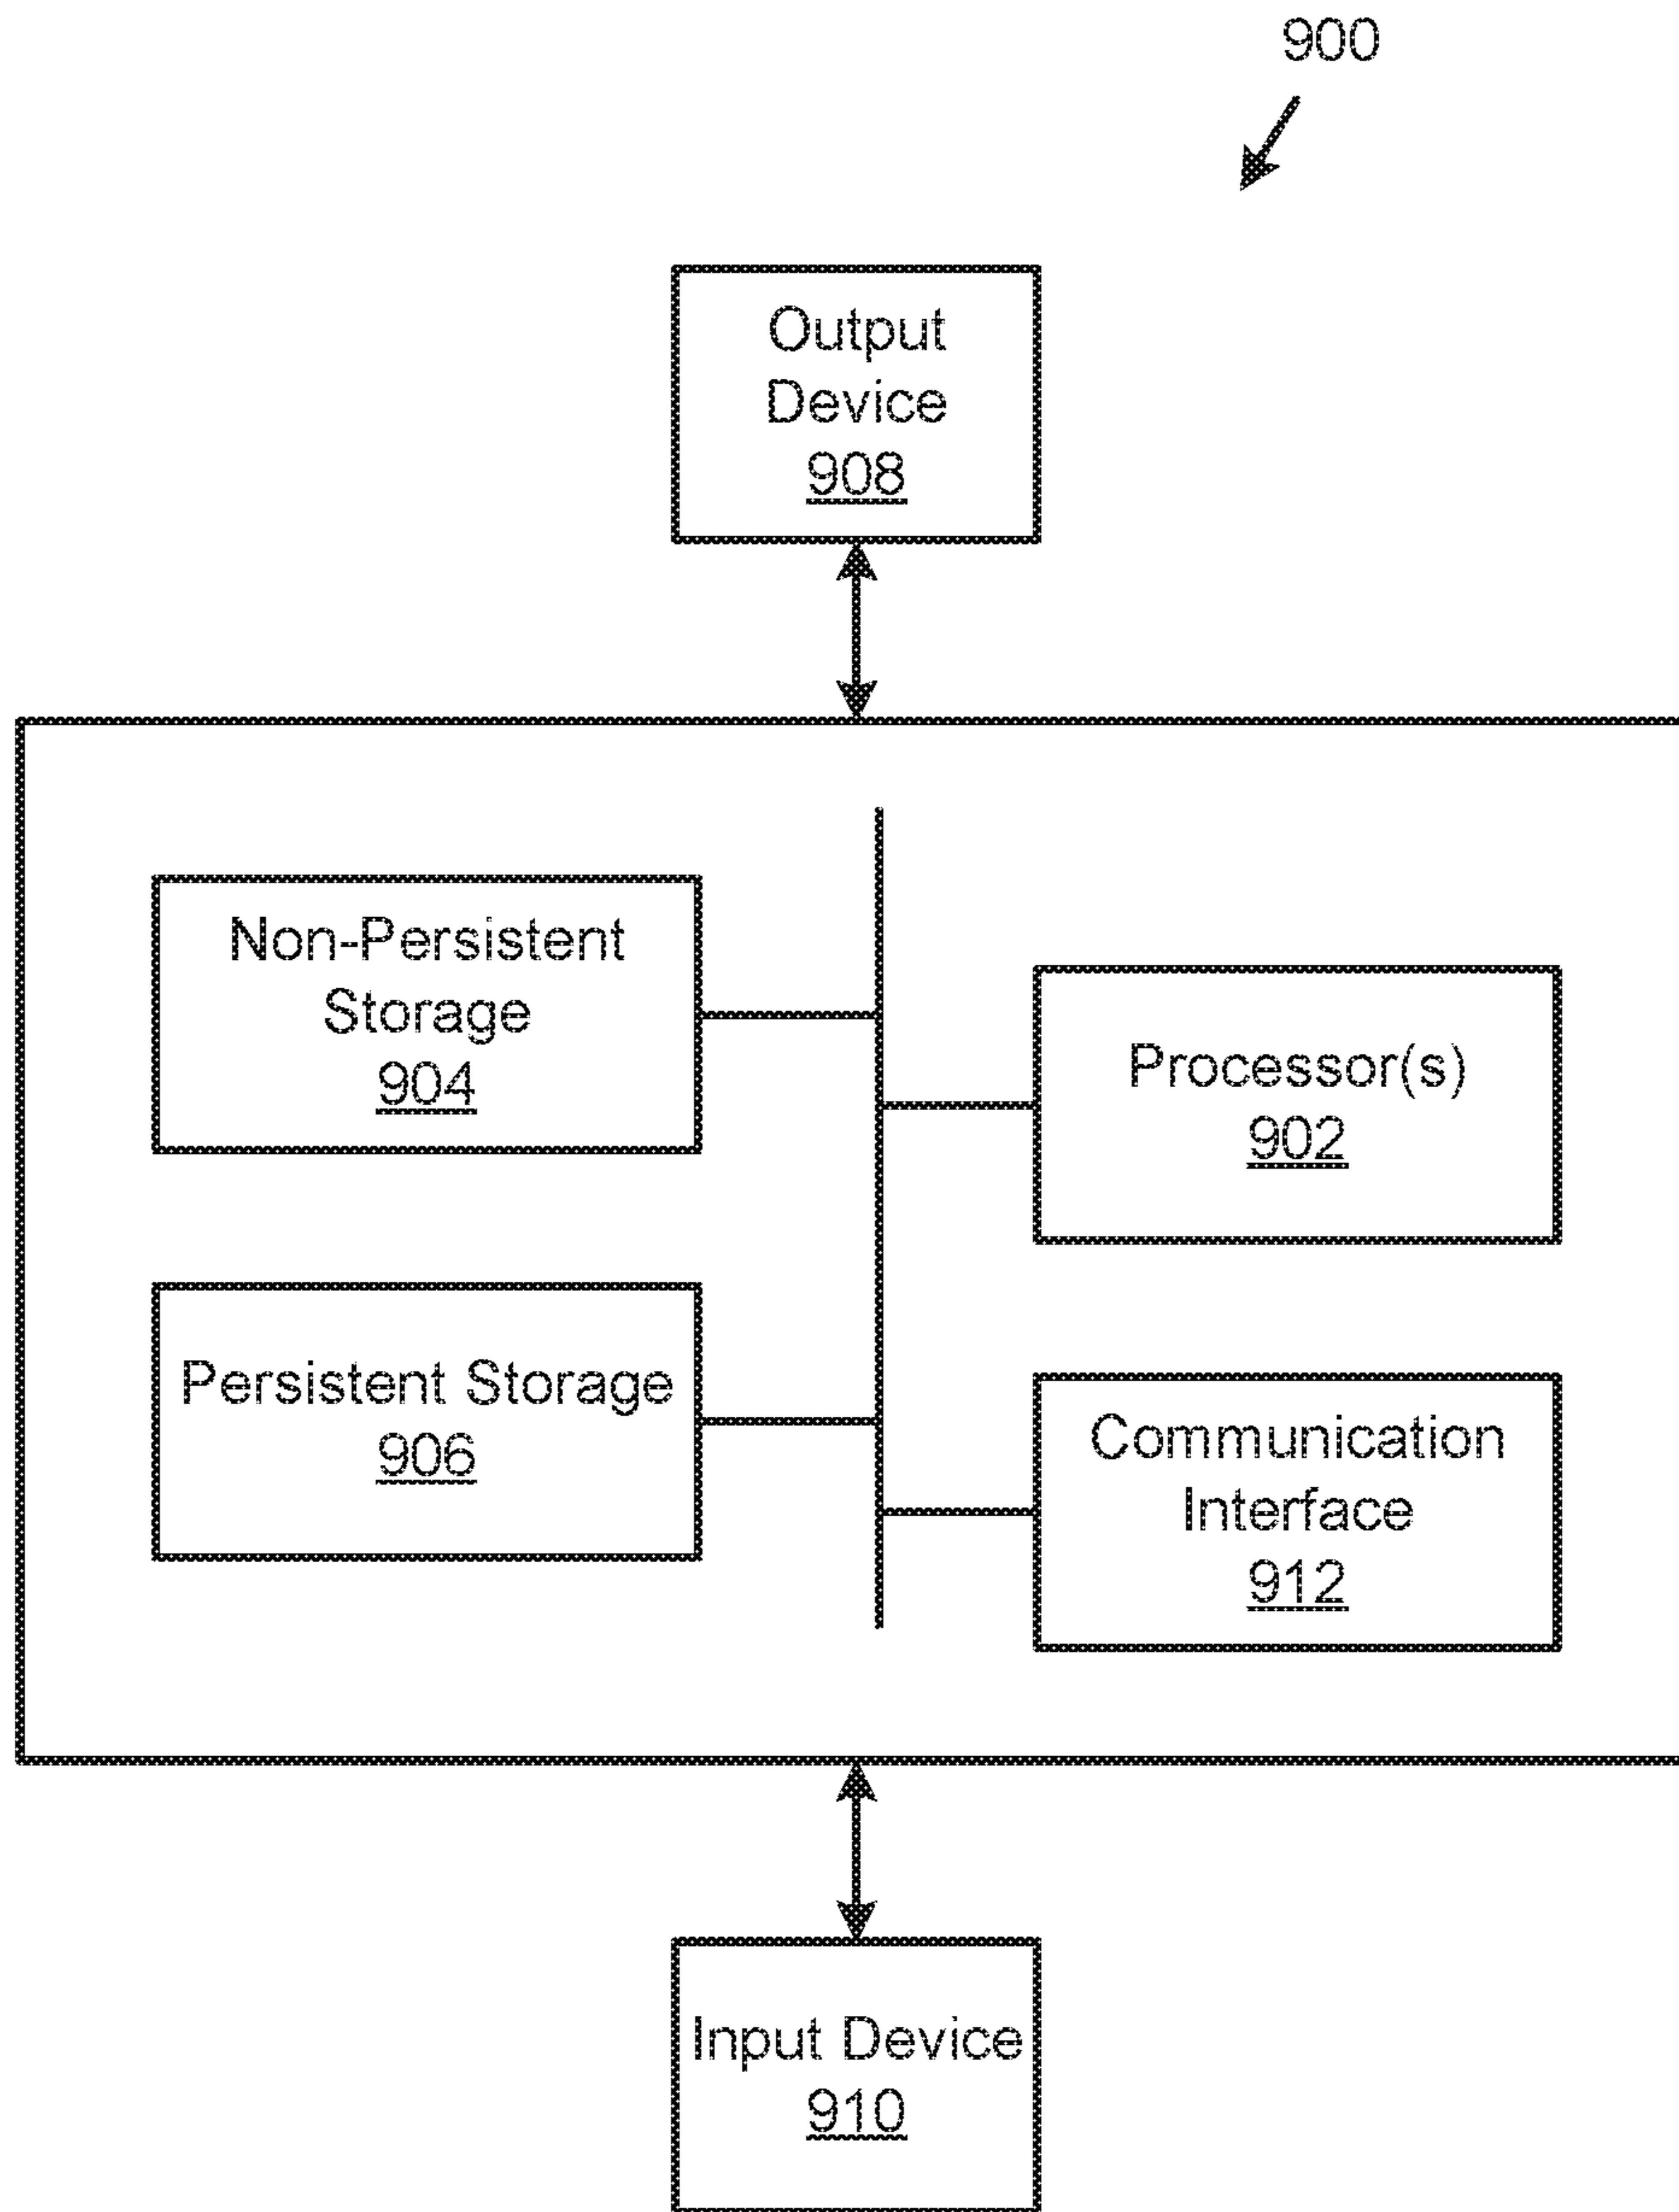 900
Output
Device
908
Non-Persistent
Storage
904
Processor(s)
902
Persistent Storage
906
Communication
Interface
912
Input Device
910